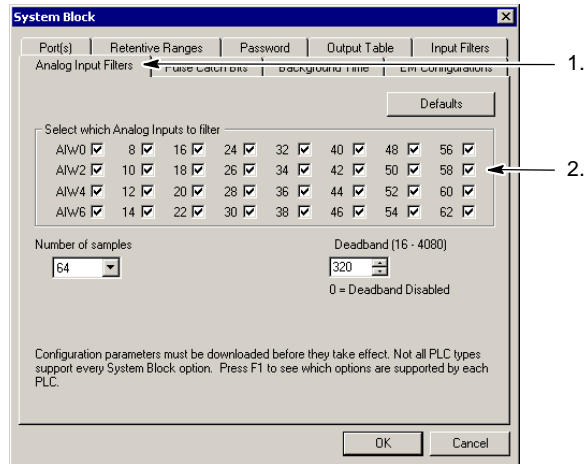 System Block
Port(s) Retentive Ranges Password Output Table Input Filters
Analog Input Filters Pulse Catch Bits Background Time EM Configurations
1.
Defaults
Select which Analog Inputs to filter
AIW0 8 16 24 32 40 48 56
AIW2 10 18 26 34 42 50 58
2.
AIW4 12 20 28 36 44 52 60
AIW6 14 22 30 38 46 54 62
Number of samples Deadband (16 - 4080)
64 320
0 = Deadband Disabled
Configuration parameters must be downloaded before they take effect. Not all PLC types
support every System Block option. Press F1 to see which options are supported by each
PLC.
OK Cancel